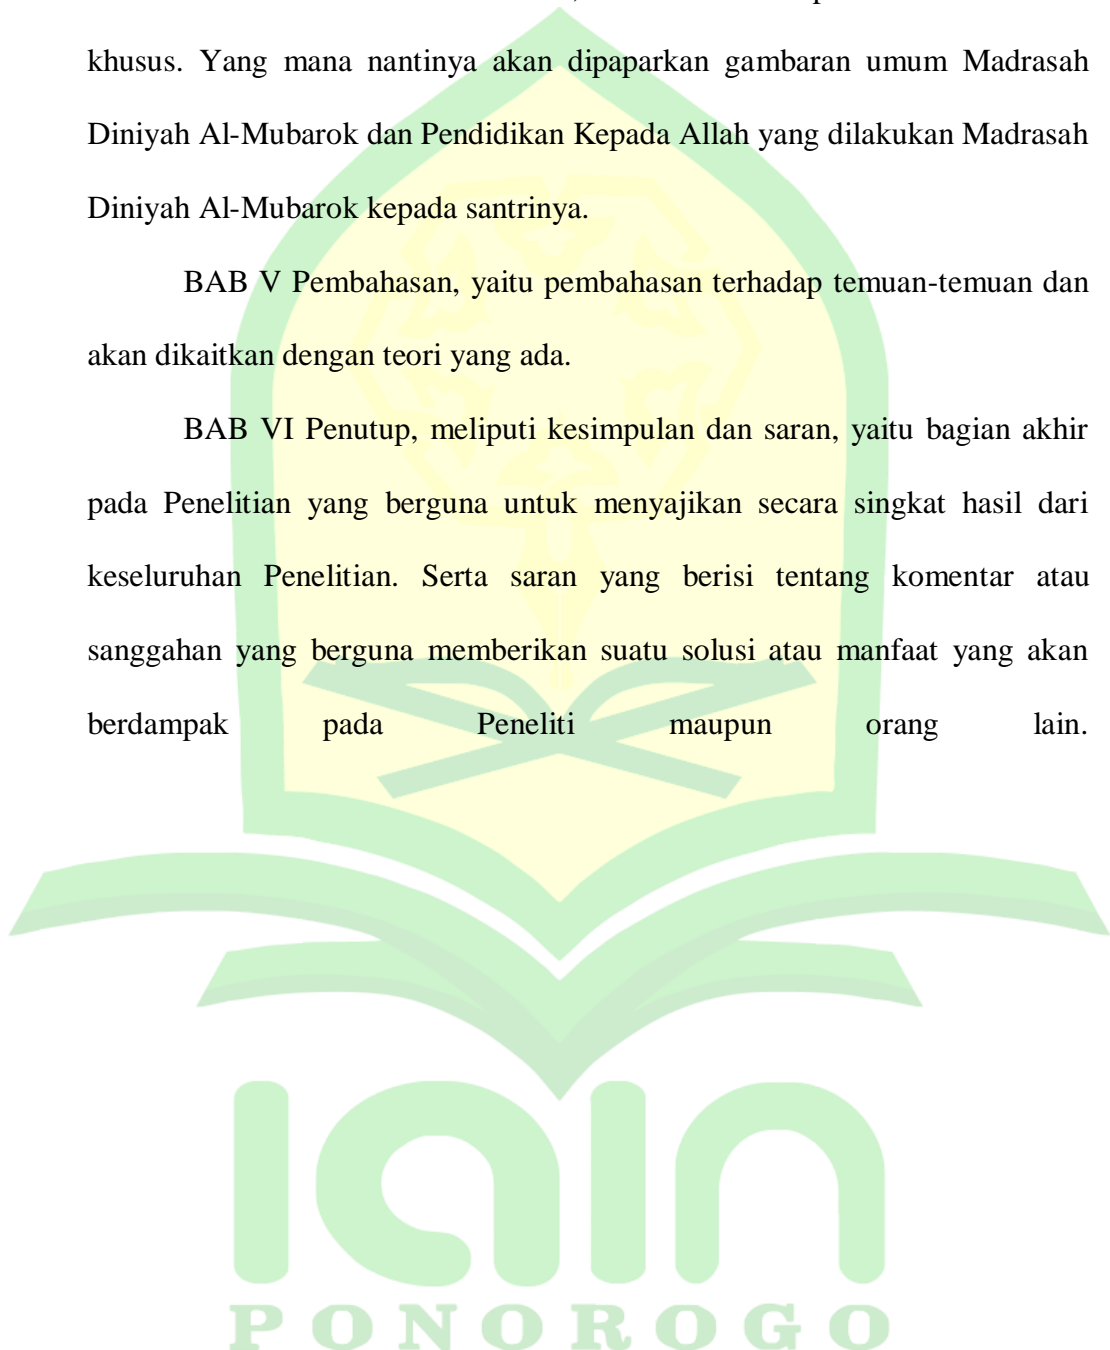 khusus. Yang mana nantinya akan dipaparkan gambaran umum Madrasah
Diniyah Al-Mubarok dan Pendidikan Kepada Allah yang dilakukan Madrasah
Diniyah Al-Mubarok kepada santrinya.
BAB V Pembahasan, yaitu pembahasan terhadap temuan-temuan dan
akan dikaitkan dengan teori yang ada.
BAB VI Penutup, meliputi kesimpulan dan saran, yaitu bagian akhir
pada Penelitian yang berguna untuk menyajikan secara singkat hasil dari
keseluruhan Penelitian. Serta saran yang berisi tentang komentar atau
sanggahan yang berguna memberikan suatu solusi atau manfaat yang akan
berdampak pada Peneliti maupun orang lain.
IAIN
PONOROGO